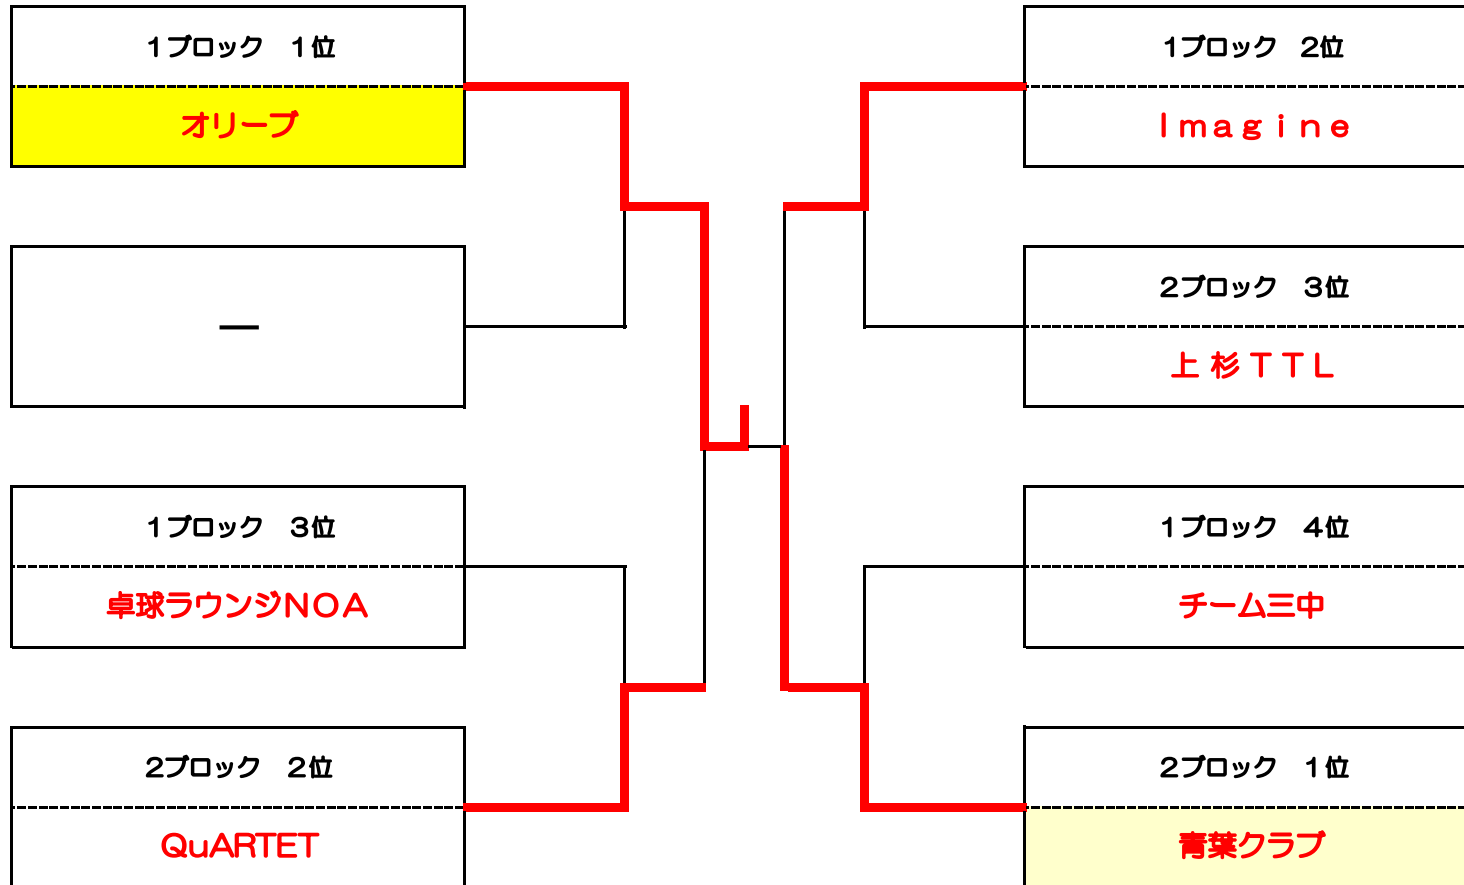 １ブロック　１位
オリーブ
―
１ブロック　３位
卓球ラウンジＮＯＡ
２ブロック　２位
QuARTET
１ブロック　２位
Ｉｍａｇｉｎｅ
２ブロック　３位
上杉ＴＴＬ
１ブロック　４位
チーム三中
２ブロック　１位
青葉クラブ